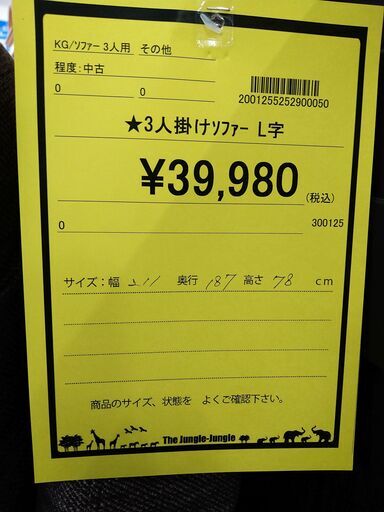 KG/ソファー 3人用 その他
程度:中古
0 0
2001255252900050
★3人掛けソファー L字
¥39,980(税込)
0 300125
サイズ:幅 211 奥行 187 高さ 78 cm
商品のサイズ、状態を よくご確認下さい。
The Jungle-Jungle